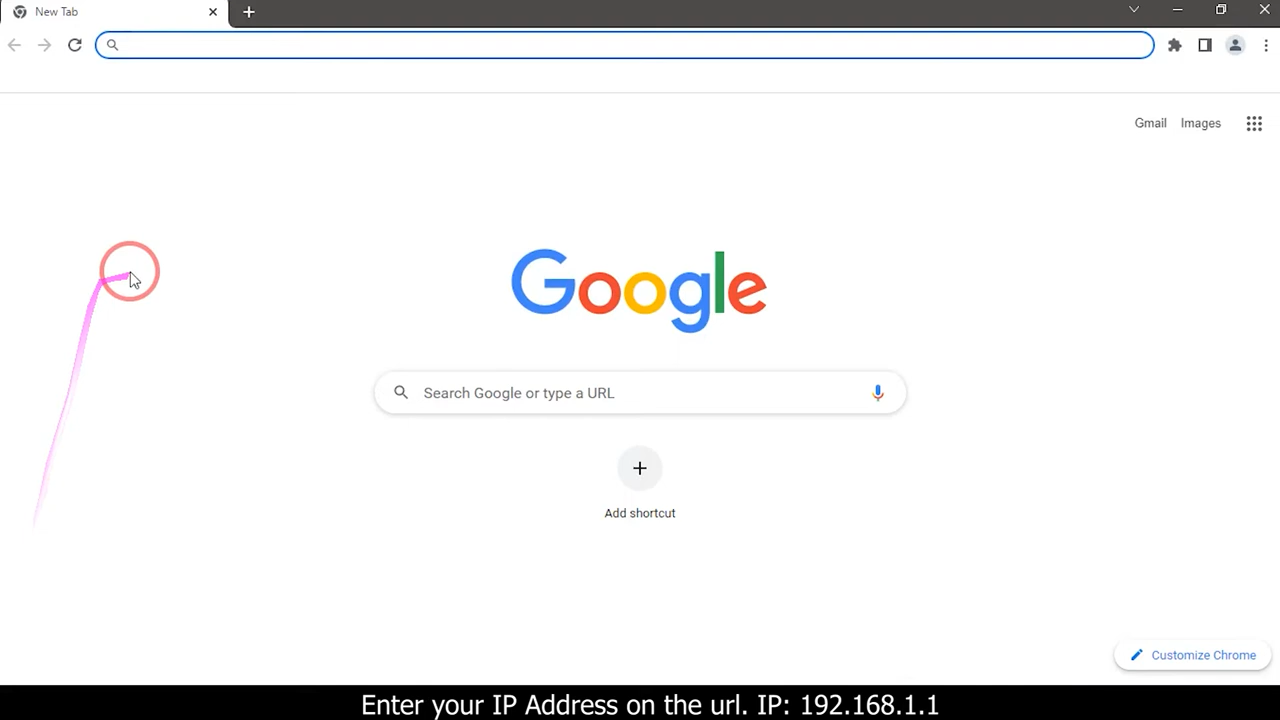 New Tab
Gmail
Images
Google
Search Google or type a URL
Add shortcut
Customize Chrome
Enter your IP Address on the url. IP: 192.168.1.1